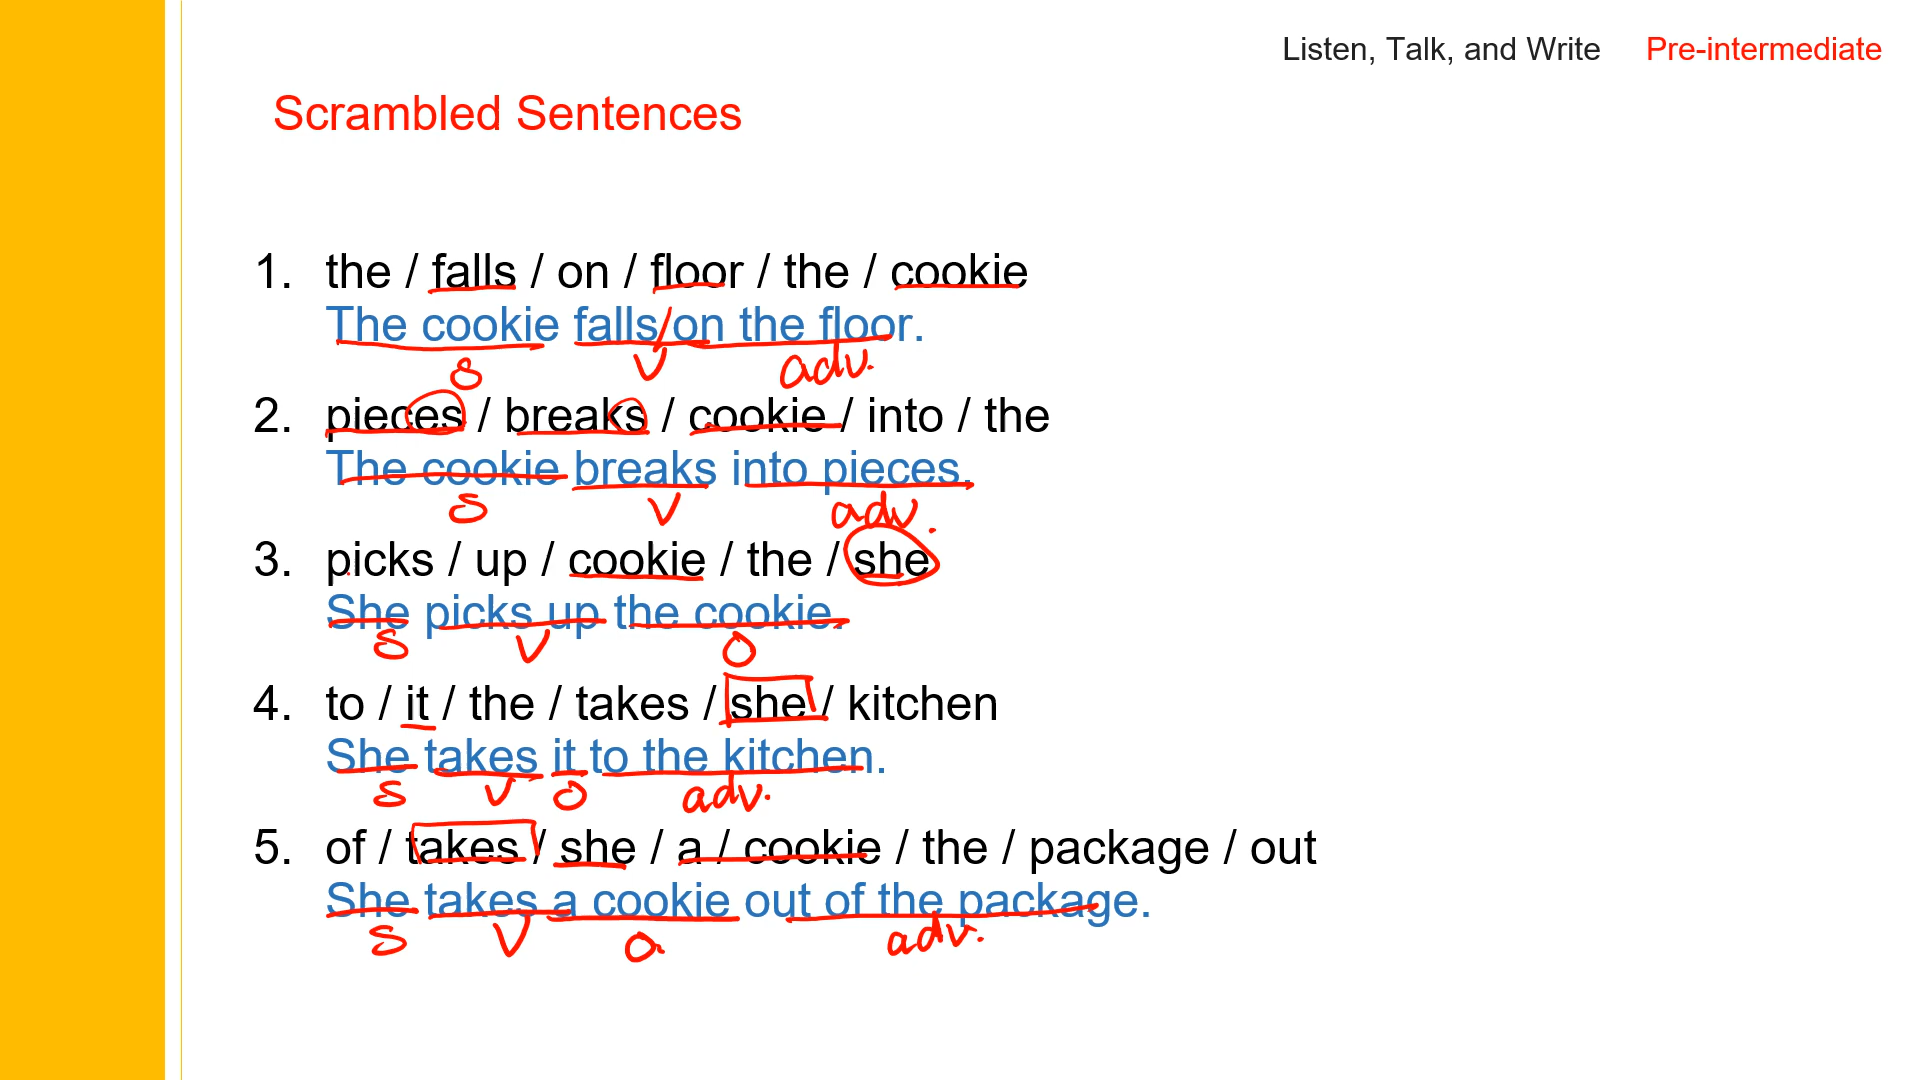 Listen, Talk, and Write Pre-intermediate
Scrambled Sentences
1. the / falls / on / floor / the / cookie
The cookie falls / on the floor.
s v adv.
2. pieces / breaks / cookie / into / the
The cookie breaks into pieces.
s v adv.
3. picks / up / cookie / the / she
She picks up the cookie.
s v o
4. to / it / the / takes / she / kitchen
She takes it to the kitchen.
s v o adv.
5. of / takes / she / a / cookie / the / package / out
She takes a cookie out of the package.
s v o adv.